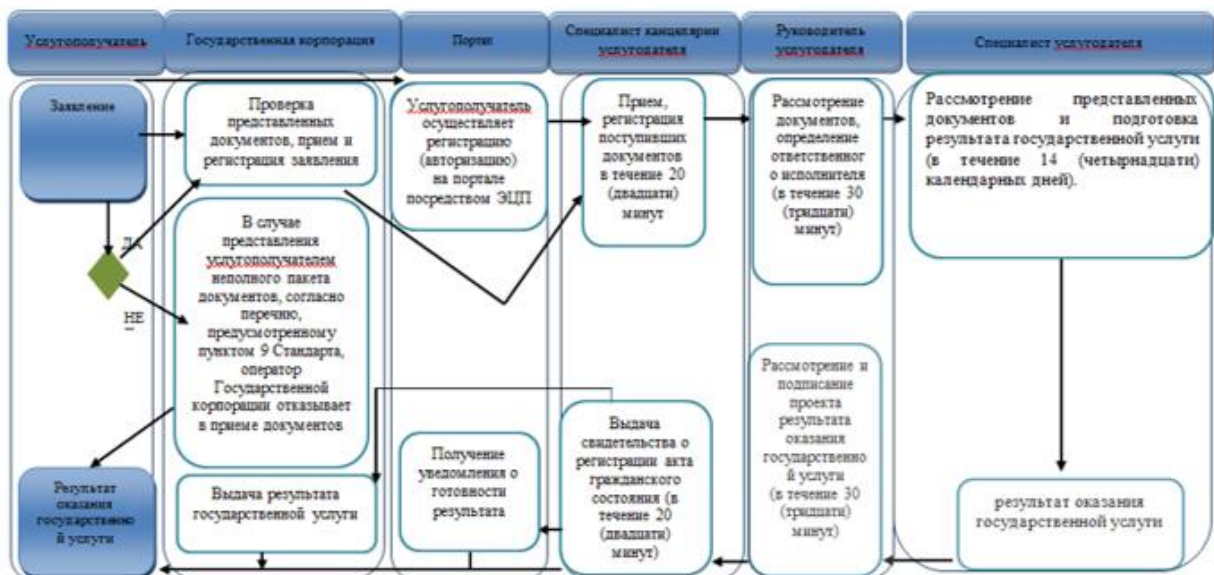 Услугополучатель
Государственная корпорация
Портал
Специалист канцелярии
услугодателя
Руководитель
услугодателя
Специалист услугодателя
Заявление
Проверка
представленных
документов, прием и
регистрация заявления
Услугополучатель
осуществляет
регистрацию
(авторизацию)
на портале
посредством ЭЦП
Прием,
регистрация
поступивших
документов
в течение 20
(двадцати)
минут
Рассмотрение
документов,
определение
ответственног
о исполнителя
(в течение 30
(тридцати)
минут)
Рассмотрение представленных
документов и подготовка
результата государственной услуги
(в течение 14 (четырнадцати)
календарных дней).
ДА
НЕ
В случае
представления
услугополучателем
неполного пакета
документов, согласно
перечню,
предусмотренному
пунктом 9 Стандарта,
оператор
Государственной
корпорации отказывает
в приеме документов
Результат
оказания
государственно
й услуги
Выдача результата
государственной услуги
Получение
уведомления о
готовности
результата
Выдача
свидетельства о
регистрации акта
гражданского
состояния (в
течение 20
(двадцати)
минут)
Рассмотрение и
подписание
проекта
результата
оказания
государственно
й услуги
(в течение 30
(тридцати)
минут)
результат оказания
государственной услуги